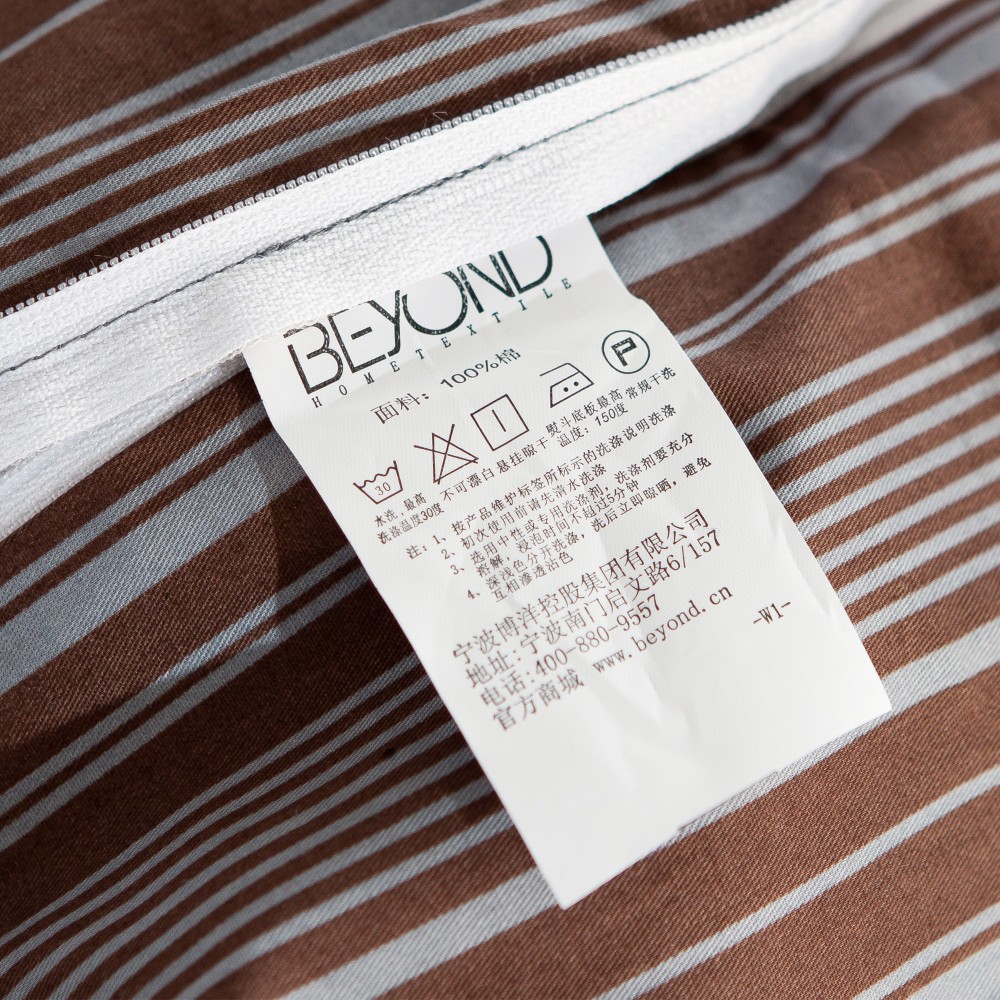 BEYOND
HOME TEXTILE
面料：100%棉
30
P
水洗，最高
洗涤温度30度
不可漂白
悬挂晾干
熨斗底板最高
温度：150度
常规干洗
注：1、按产品维护标签所标示的洗涤说明洗涤
2、初次使用前请先清水洗涤
3、选用中性或专用洗涤剂，洗涤剂要充分
溶解，浸泡时间不超过5分钟
4、深浅色分开洗涤，洗后立即晾晒，避免
互相渗透沾色
宁波博洋控股集团有限公司
地址：宁波南门启文路6/157
电话：400-880-9557
官方商城 www.beyond.cn
-W1-